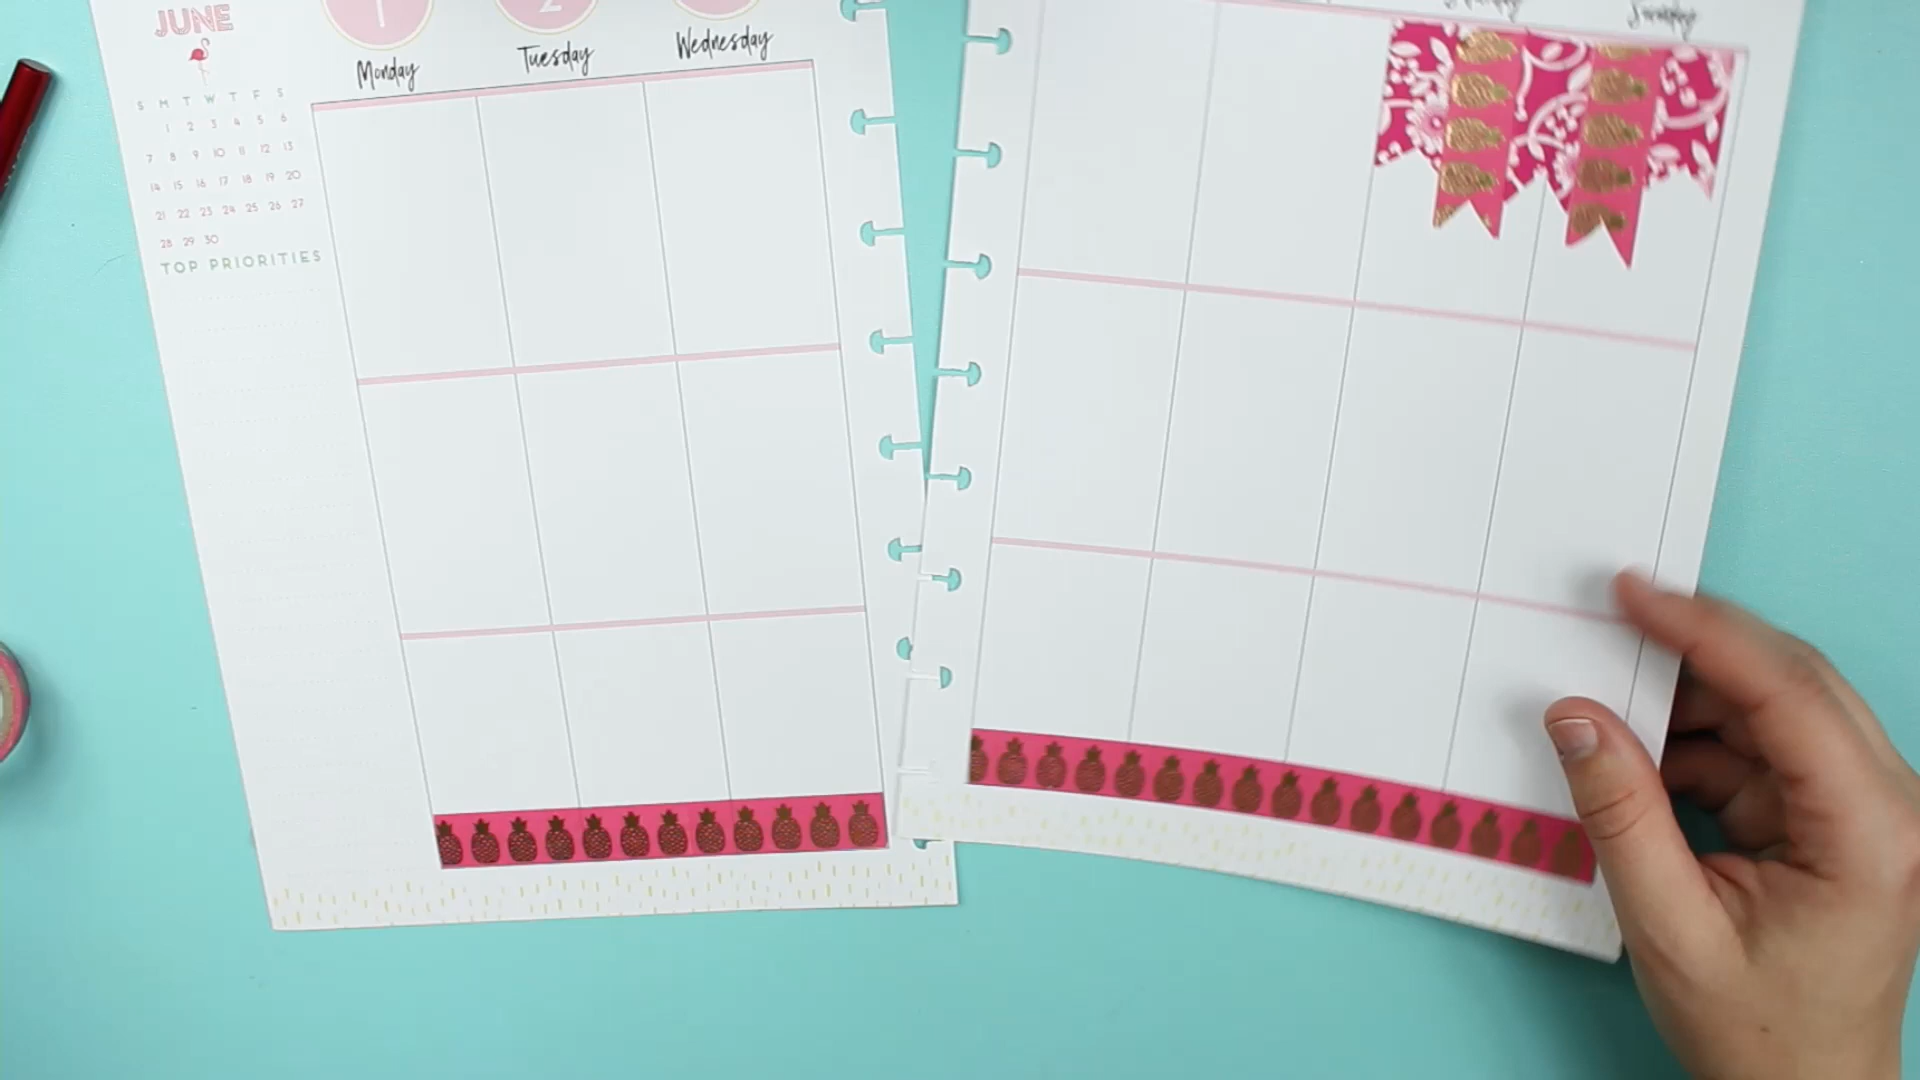 JUNE
1
2
Monday
Tuesday
Wednesday
Sunday
S M T W T F S
1 2 3 4 5 6
7 8 9 10 11 12 13
14 15 16 17 18 19 20
21 22 23 24 25 26 27
28 29 30
TOP PRIORITIES